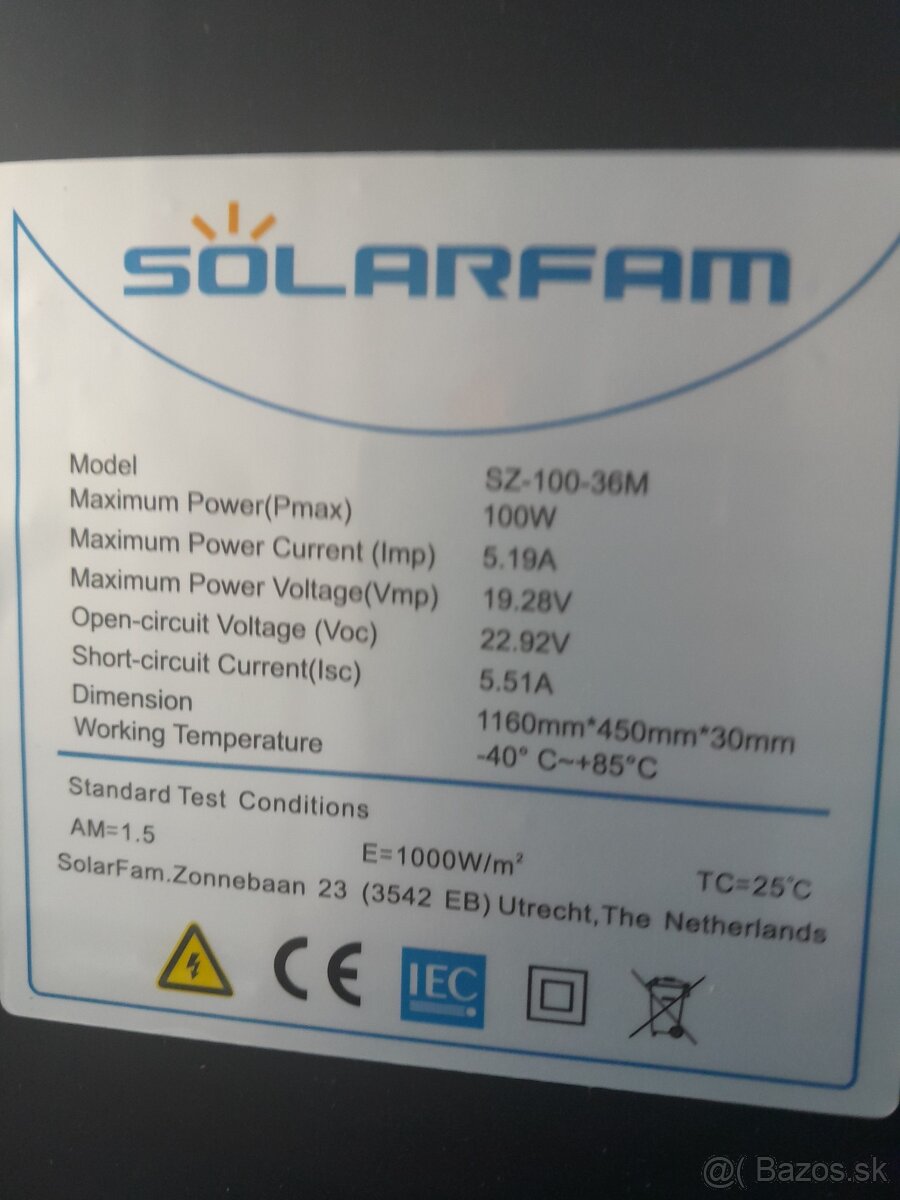 SOLARFAM
Model SZ-100-36M
Maximum Power(Pmax) 100W
Maximum Power Current (Imp) 5.19A
Maximum Power Voltage(Vmp) 19.28V
Open-circuit Voltage (Voc) 22.92V
Short-circuit Current(Isc) 5.51A
Dimension 1160mm*450mm*30mm
Working Temperature -40° C~+85°C
Standard Test Conditions
AM=1.5 E=1000W/m² TC=25℃
SolarFam.Zonnebaan 23 (3542 EB) Utrecht,The Netherlands
CE IEC
@( Bazos.sk